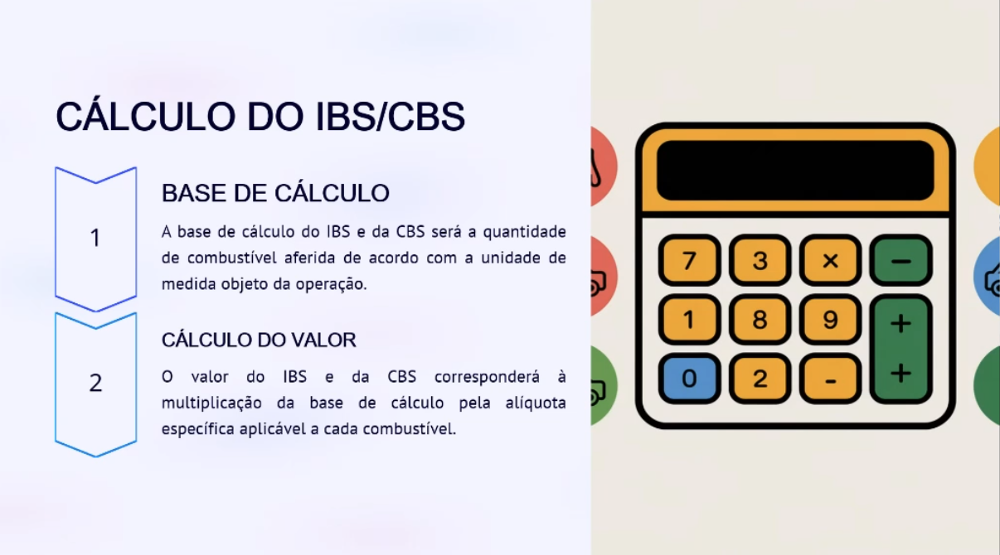 CÁLCULO DO IBS/CBS
1
BASE DE CÁLCULO
A base de cálculo do IBS e da CBS será a quantidade
de combustível aferida de acordo com a unidade de
medida objeto da operação.
2
CÁLCULO DO VALOR
O valor do IBS e da CBS corresponderá à
multiplicação da base de cálculo pela alíquota
específica aplicável a cada combustível.
7 3 × −
1 8 9 +
0 2 - +